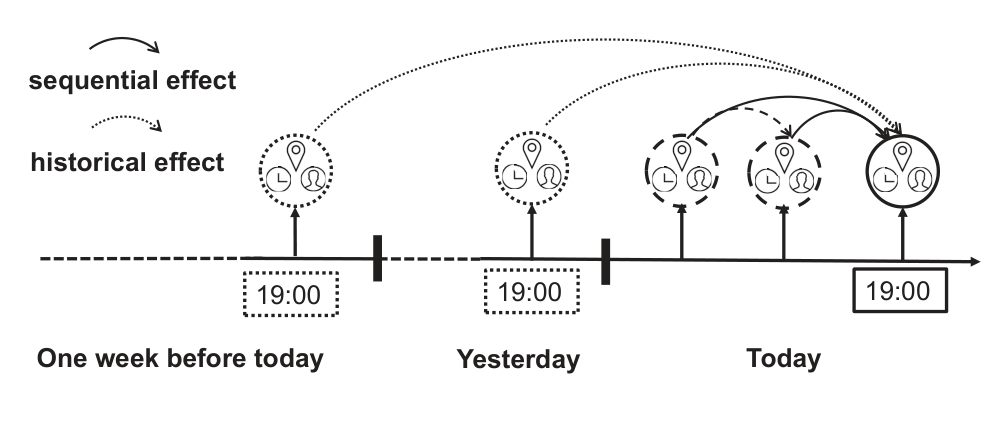 sequential effect
historical effect
19:00
19:00
19:00
One week before today
Yesterday
Today